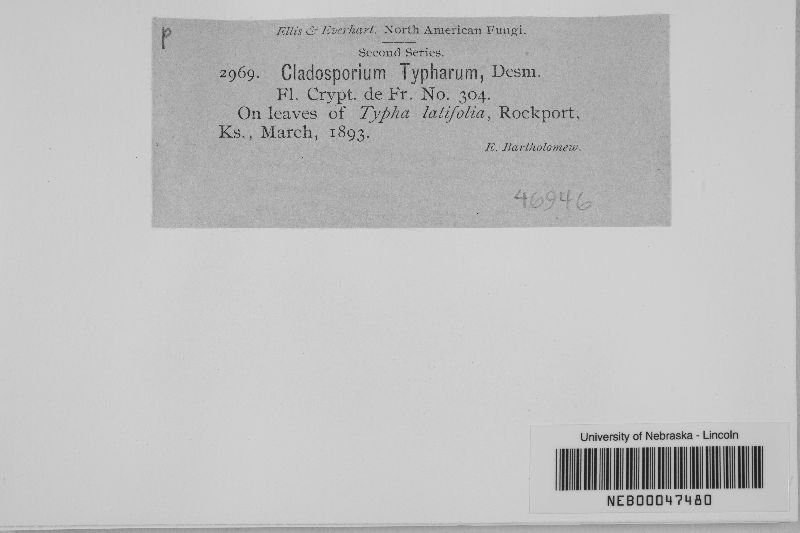 p
Ellis & Everhart, North American Fungi.
Second Series.
2969. Cladosporium Typharum, Desm.
Fl. Crypt. de Fr. No. 304.
On leaves of Typha latifolia, Rockport,
Ks., March, 1893.
E. Bartholomew.
46946
University of Nebraska - Lincoln
NEB00047480